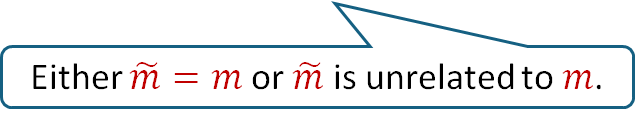 Either m̃ = m or m̃ is unrelated to m.